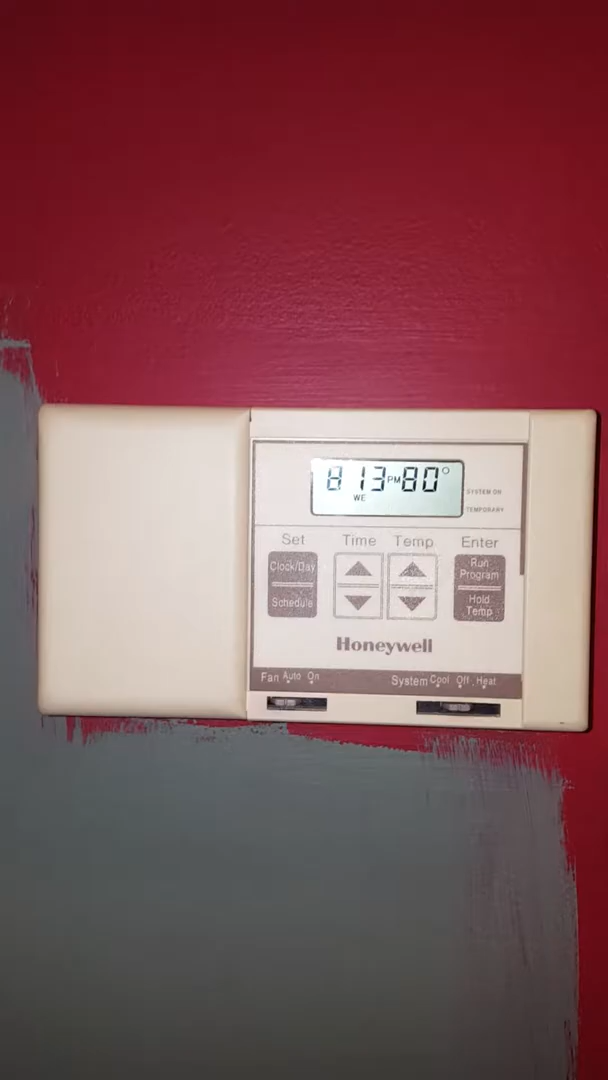 8 13 PM 80°
WE
SYSTEM ON
TEMPORARY
Set Time Temp Enter
Clock/Day
Schedule
Run
Program
Hold
Temp
Honeywell
Fan Auto On
System Cool Off Heat